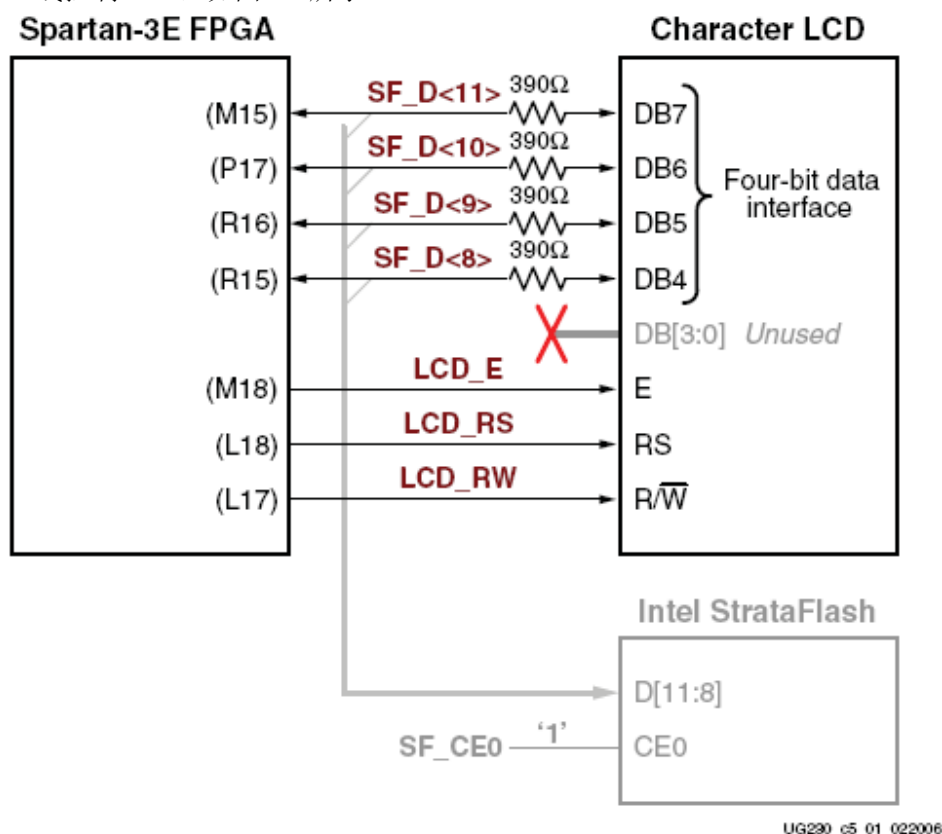 Spartan-3E FPGA
Character LCD
(M15)
SF_D<11>
390Ω
DB7
(P17)
SF_D<10>
390Ω
DB6
(R16)
SF_D<9>
390Ω
DB5
(R15)
SF_D<8>
390Ω
DB4
Four-bit data
interface
DB[3:0] Unused
(M18)
LCD_E
E
(L18)
LCD_RS
RS
(L17)
LCD_RW
R/W̅
Intel StrataFlash
D[11:8]
SF_CE0
‘1’
CE0
UG230_c5_01_022006